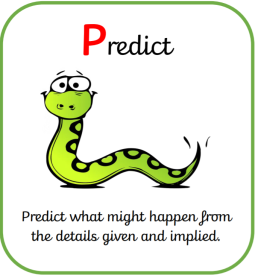 Predict
Predict what might happen from
the details given and implied.